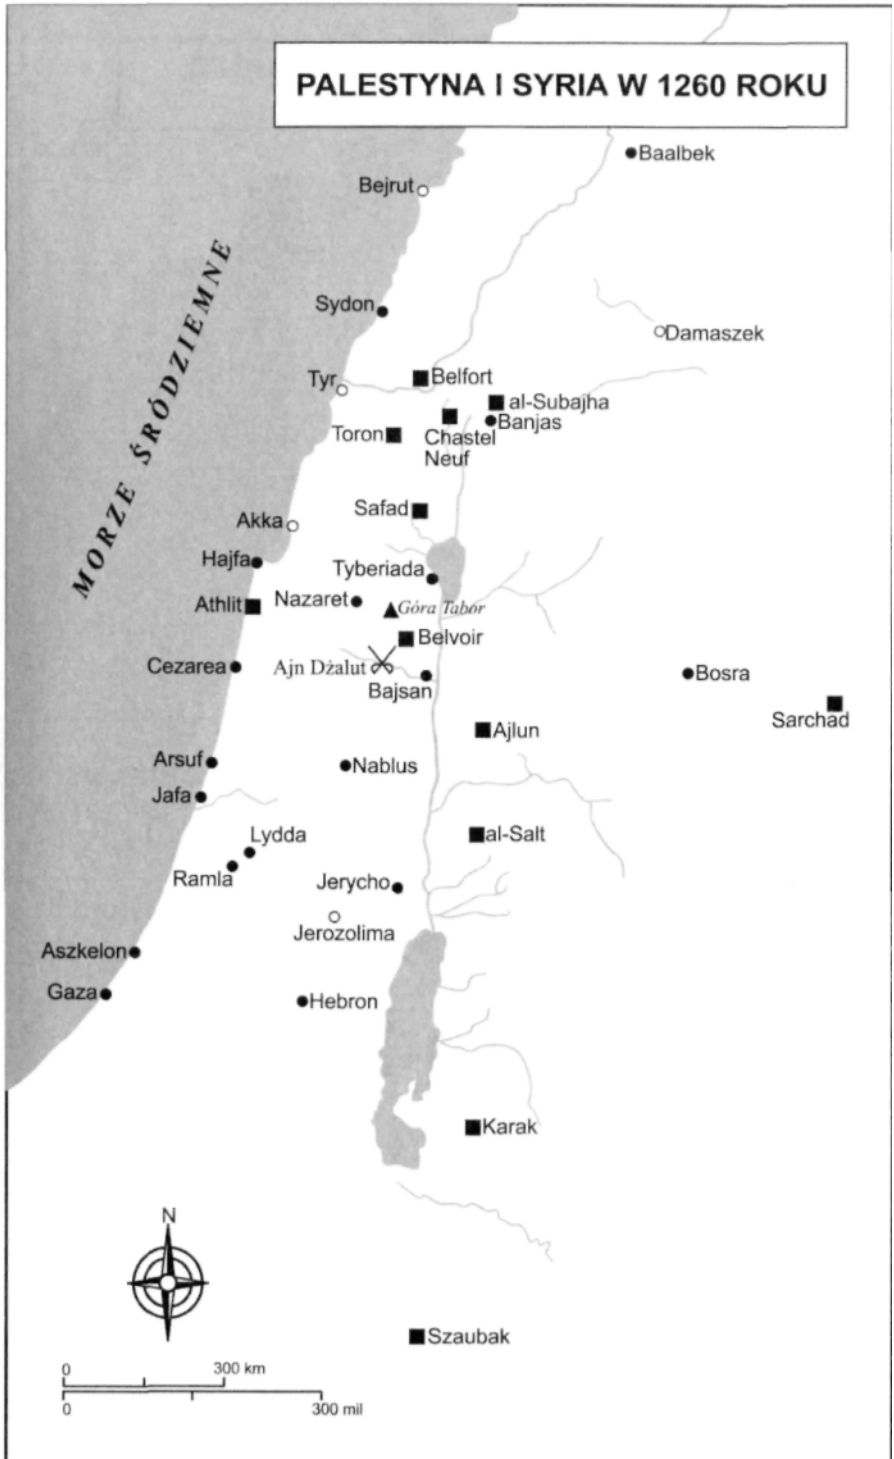 PALESTYNA I SYRIA W 1260 ROKU
Baalbek
Bejrut
MORZE ŚRÓDZIEMNE
Sydon
Damaszek
Tyr
Belfort
al-Subajha
Banjas
Toron
Chastel
Neuf
Safad
Akka
Hajfa
Tyberiada
Athlit
Nazaret
Góra Tabor
Belvoir
Cezarea
Ajn Dżalut
Bajsan
Bosra
Sarchad
Ajlun
Arsuf
Nablus
Jafa
Lydda
al-Salt
Ramla
Jerycho
Jerozolima
Aszkelon
Gaza
Hebron
Karak
N
Szaubak
0 300 km
0 300 mil